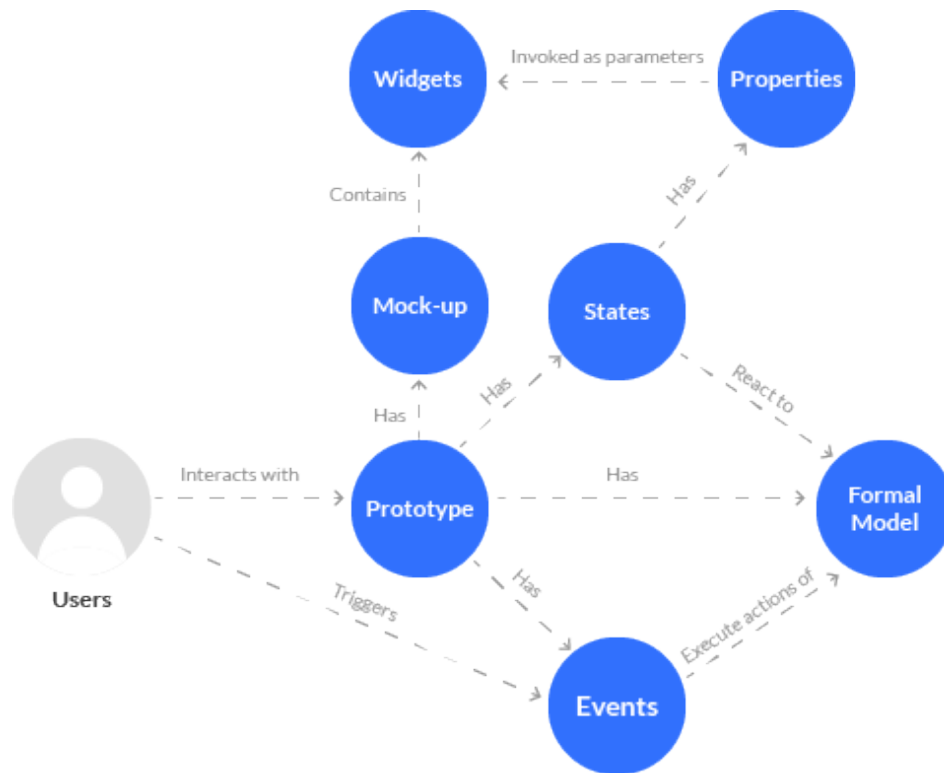 Widgets
Invoked as parameters
Properties
Contains
Has
Mock-up
States
Has
Has
React to
Interacts with
Prototype
Has
Formal
Model
Users
Triggers
Has
Execute actions of
Events